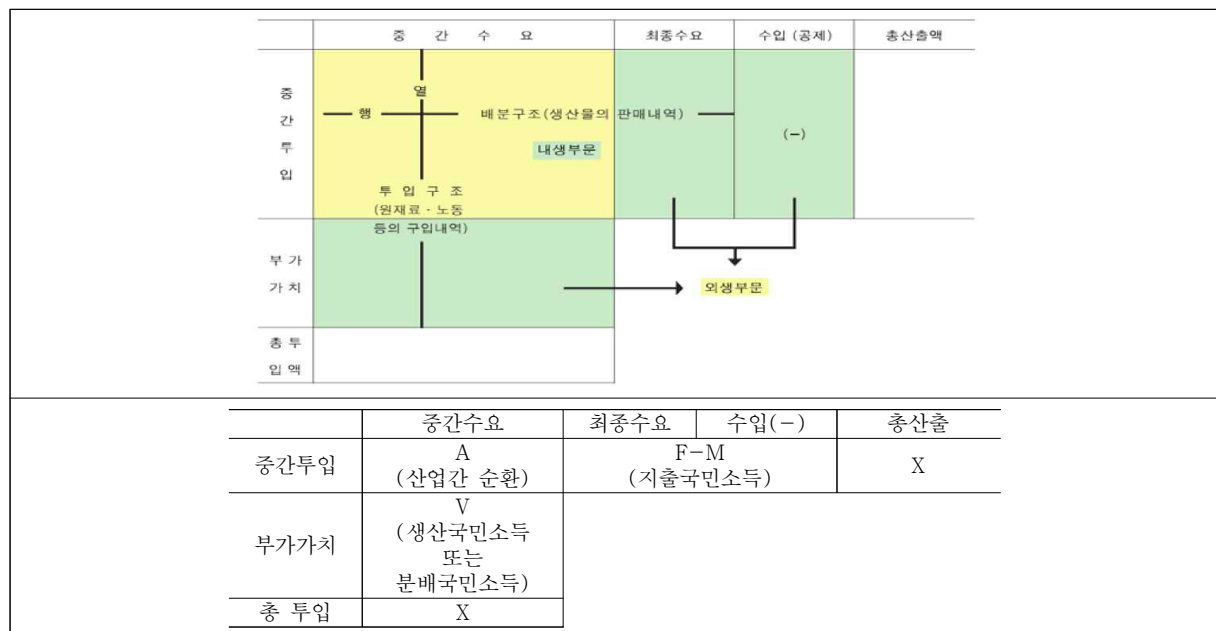 중 간 수 요 최종수요 수입 (공제) 총산출액
중
간
투
입
열
행
배분구조(생산물의 판매내역)
(−)
내생부문
투 입 구 조
(원재료 · 노동
등의 구입내역)
부 가
가 치
외생부문
총 투
입 액
중간수요 최종수요 수입(−) 총산출
중간투입
A
(산업간 순환)
F−M
(지출국민소득)
X
부가가치
V
(생산국민소득
또는
분배국민소득)
총 투입 X